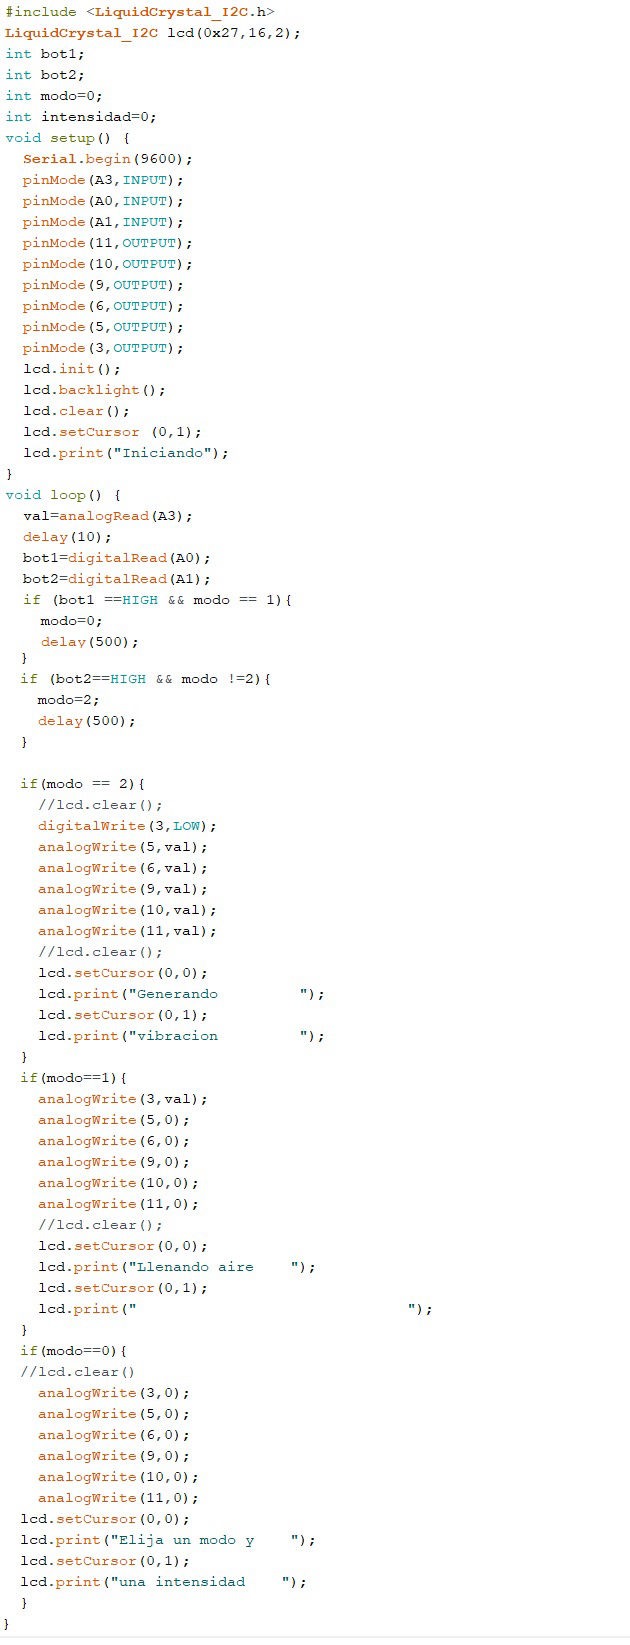 #include <LiquidCrystal_I2C.h>
LiquidCrystal_I2C lcd(0x27,16,2);
int bot1;
int bot2;
int modo=0;
int intensidad=0;
void setup() {
  Serial.begin(9600);
  pinMode(A3,INPUT);
  pinMode(A0,INPUT);
  pinMode(A1,INPUT);
  pinMode(11,OUTPUT);
  pinMode(10,OUTPUT);
  pinMode(9,OUTPUT);
  pinMode(6,OUTPUT);
  pinMode(5,OUTPUT);
  pinMode(3,OUTPUT);
  lcd.init();
  lcd.backlight();
  lcd.clear();
  lcd.setCursor (0,1);
  lcd.print("Iniciando");
}
void loop() {
  val=analogRead(A3);
  delay(10);
  bot1=digitalRead(A0);
  bot2=digitalRead(A1);
  if (bot1 ==HIGH && modo == 1){
    modo=0;
    delay(500);
  }
  if (bot2==HIGH && modo !=2){
    modo=2;
    delay(500);
  }
  if(modo == 2){
    //lcd.clear();
    digitalWrite(3,LOW);
    analogWrite(5,val);
    analogWrite(6,val);
    analogWrite(9,val);
    analogWrite(10,val);
    analogWrite(11,val);
    //lcd.clear();
    lcd.setCursor(0,0);
    lcd.print("Generando         ");
    lcd.setCursor(0,1);
    lcd.print("vibracion         ");
  }
  if(modo==1){
    analogWrite(3,val);
    analogWrite(5,0);
    analogWrite(6,0);
    analogWrite(9,0);
    analogWrite(10,0);
    analogWrite(11,0);
    //lcd.clear();
    lcd.setCursor(0,0);
    lcd.print("Llenando aire    ");
    lcd.setCursor(0,1);
    lcd.print("                              ");
  }
  if(modo==0){
  //lcd.clear()
    analogWrite(3,0);
    analogWrite(5,0);
    analogWrite(6,0);
    analogWrite(9,0);
    analogWrite(10,0);
    analogWrite(11,0);
  lcd.setCursor(0,0);
  lcd.print("Elija un modo y    ");
  lcd.setCursor(0,1);
  lcd.print("una intensidad    ");
  }
}